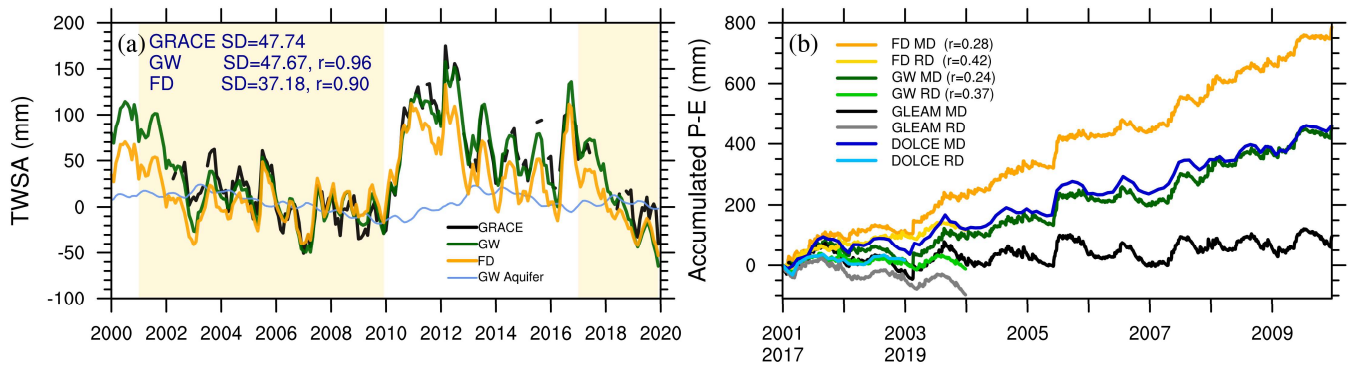 (a)
GRACE SD=47.74
GW SD=47.67, r=0.96
FD SD=37.18, r=0.90
TWSA (mm)
200
150
100
50
0
-50
-100
GRACE
GW
FD
GW Aquifer
2000 2002 2004 2006 2008 2010 2012 2014 2016 2018 2020
(b)
Accumulated P-E (mm)
800
600
400
200
0
FD MD (r=0.28)
FD RD (r=0.42)
GW MD (r=0.24)
GW RD (r=0.37)
GLEAM MD
GLEAM RD
DOLCE MD
DOLCE RD
2001 2003 2005 2007 2009
2017 2019